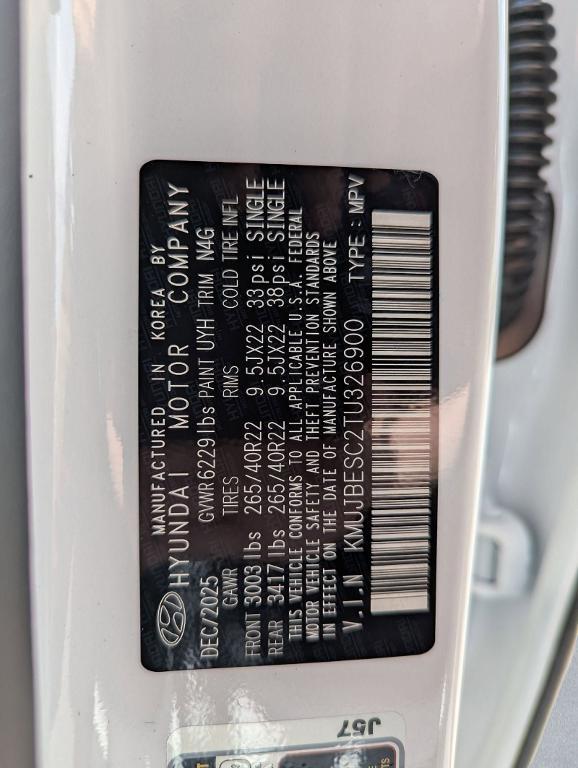 MANUFACTURED IN KOREA BY
HYUNDAI MOTOR COMPANY
DEC/2025 GVWR6229lbs PAINT UYH TRIM N4G
GAWR TIRES RIMS COLD TIRE NFL
FRONT 3003 lbs 265/40R22 9.5JX22 33psi SINGLE
REAR 3417 lbs 265/40R22 9.5JX22 38psi SINGLE
THIS VEHICLE CONFORMS TO ALL APPLICABLE U.S.A. FEDERAL
MOTOR VEHICLE SAFETY AND THEFT PREVENTION STANDARDS
IN EFFECT ON THE DATE OF MANUFACTURE SHOWN ABOVE
V.I.N KMUJBESC2TU326900 TYPE : MPV
J57